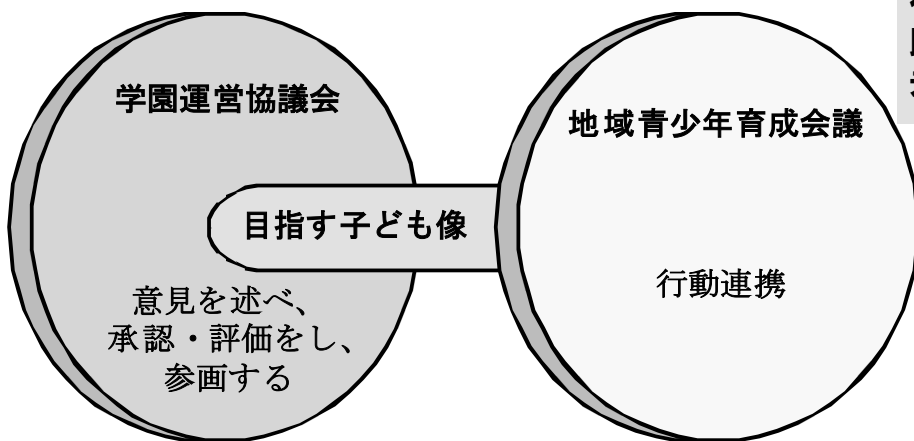 学園運営協議会
地域青少年育成会議
目指す子ども像
意見を述べ、
承認・評価をし、
参画する
行動連携